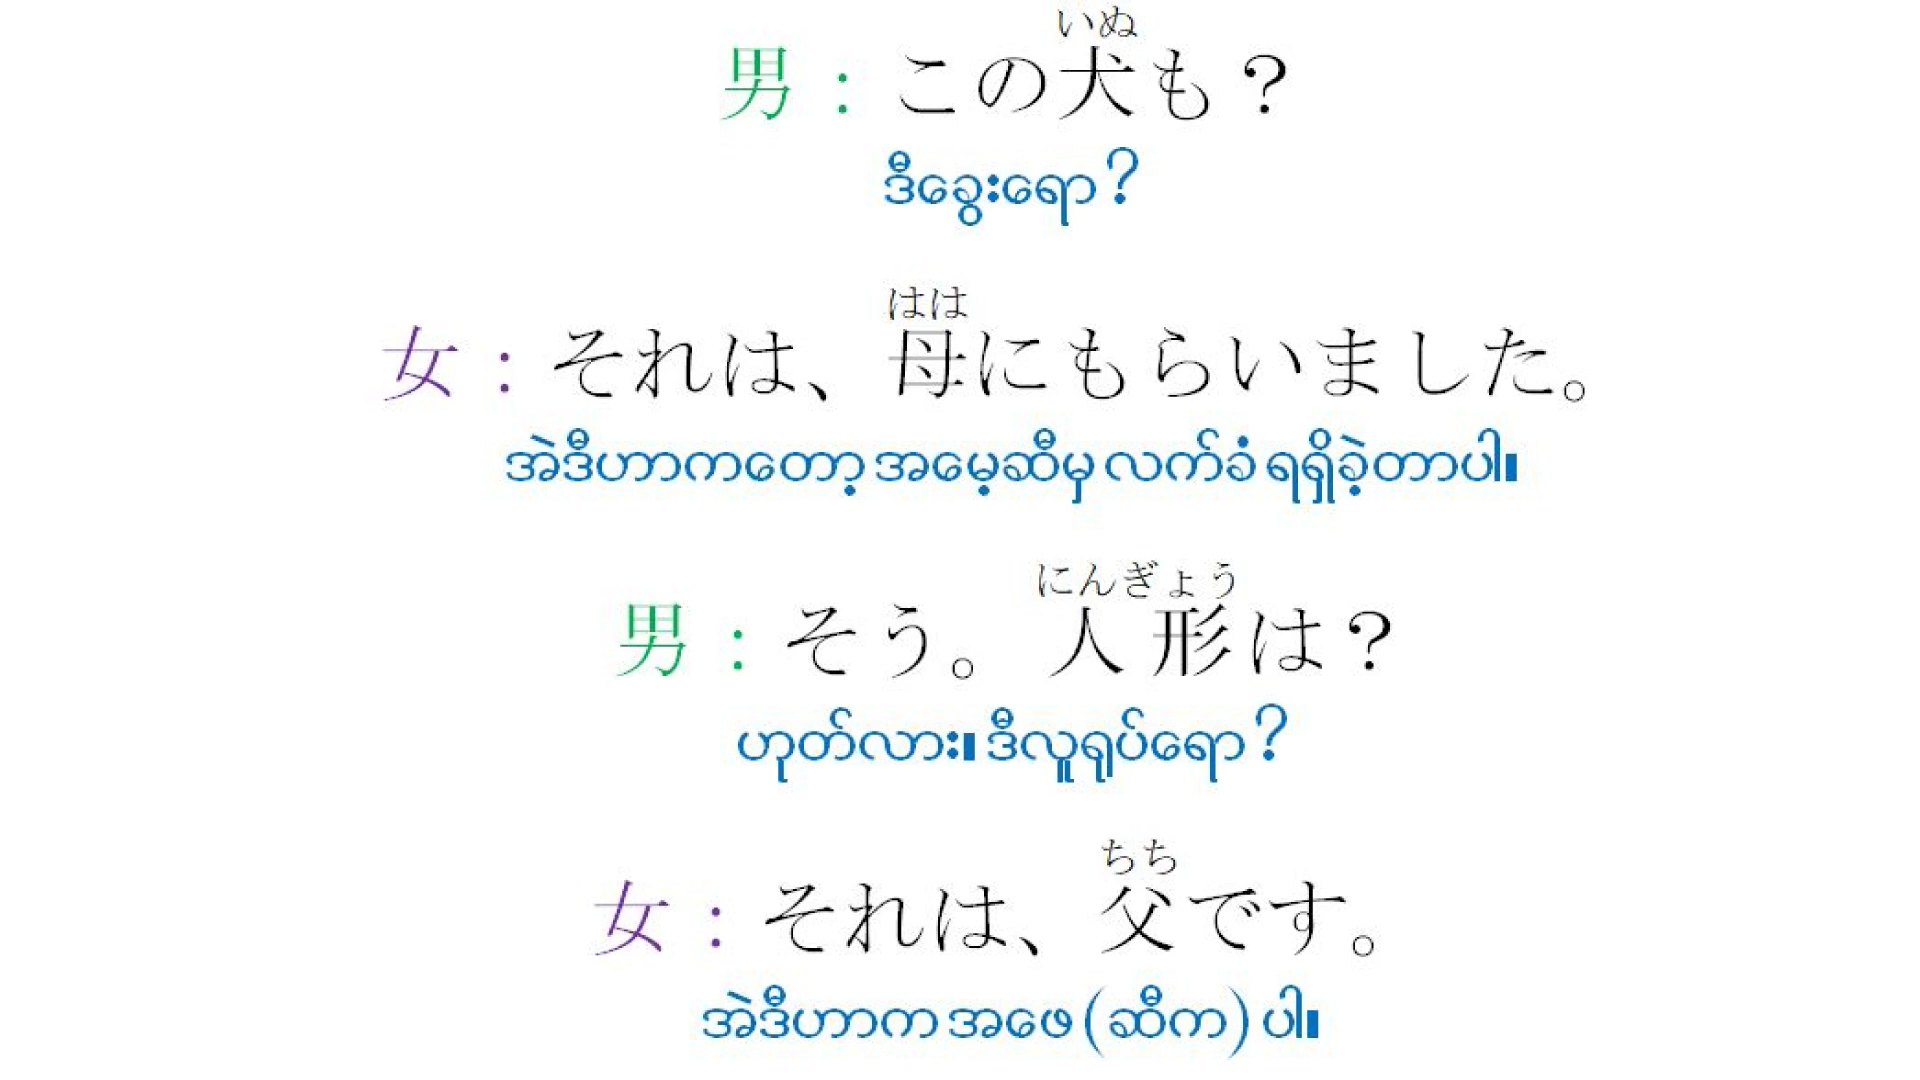 いぬ
男：この犬も？
ဒီခွေးရော?
はは
女：それは、母にもらいました。
အဲဒီဟာကတော့ အမေ့ဆီမှ လက်ခံ ရရှိခဲ့တာပါ။
にんぎょう
男：そう。人形は？
ဟုတ်လား။ ဒီလူရုပ်ရော?
ちち
女：それは、父です。
အဲဒီဟာက အဖေ (ဆီက) ပါ။